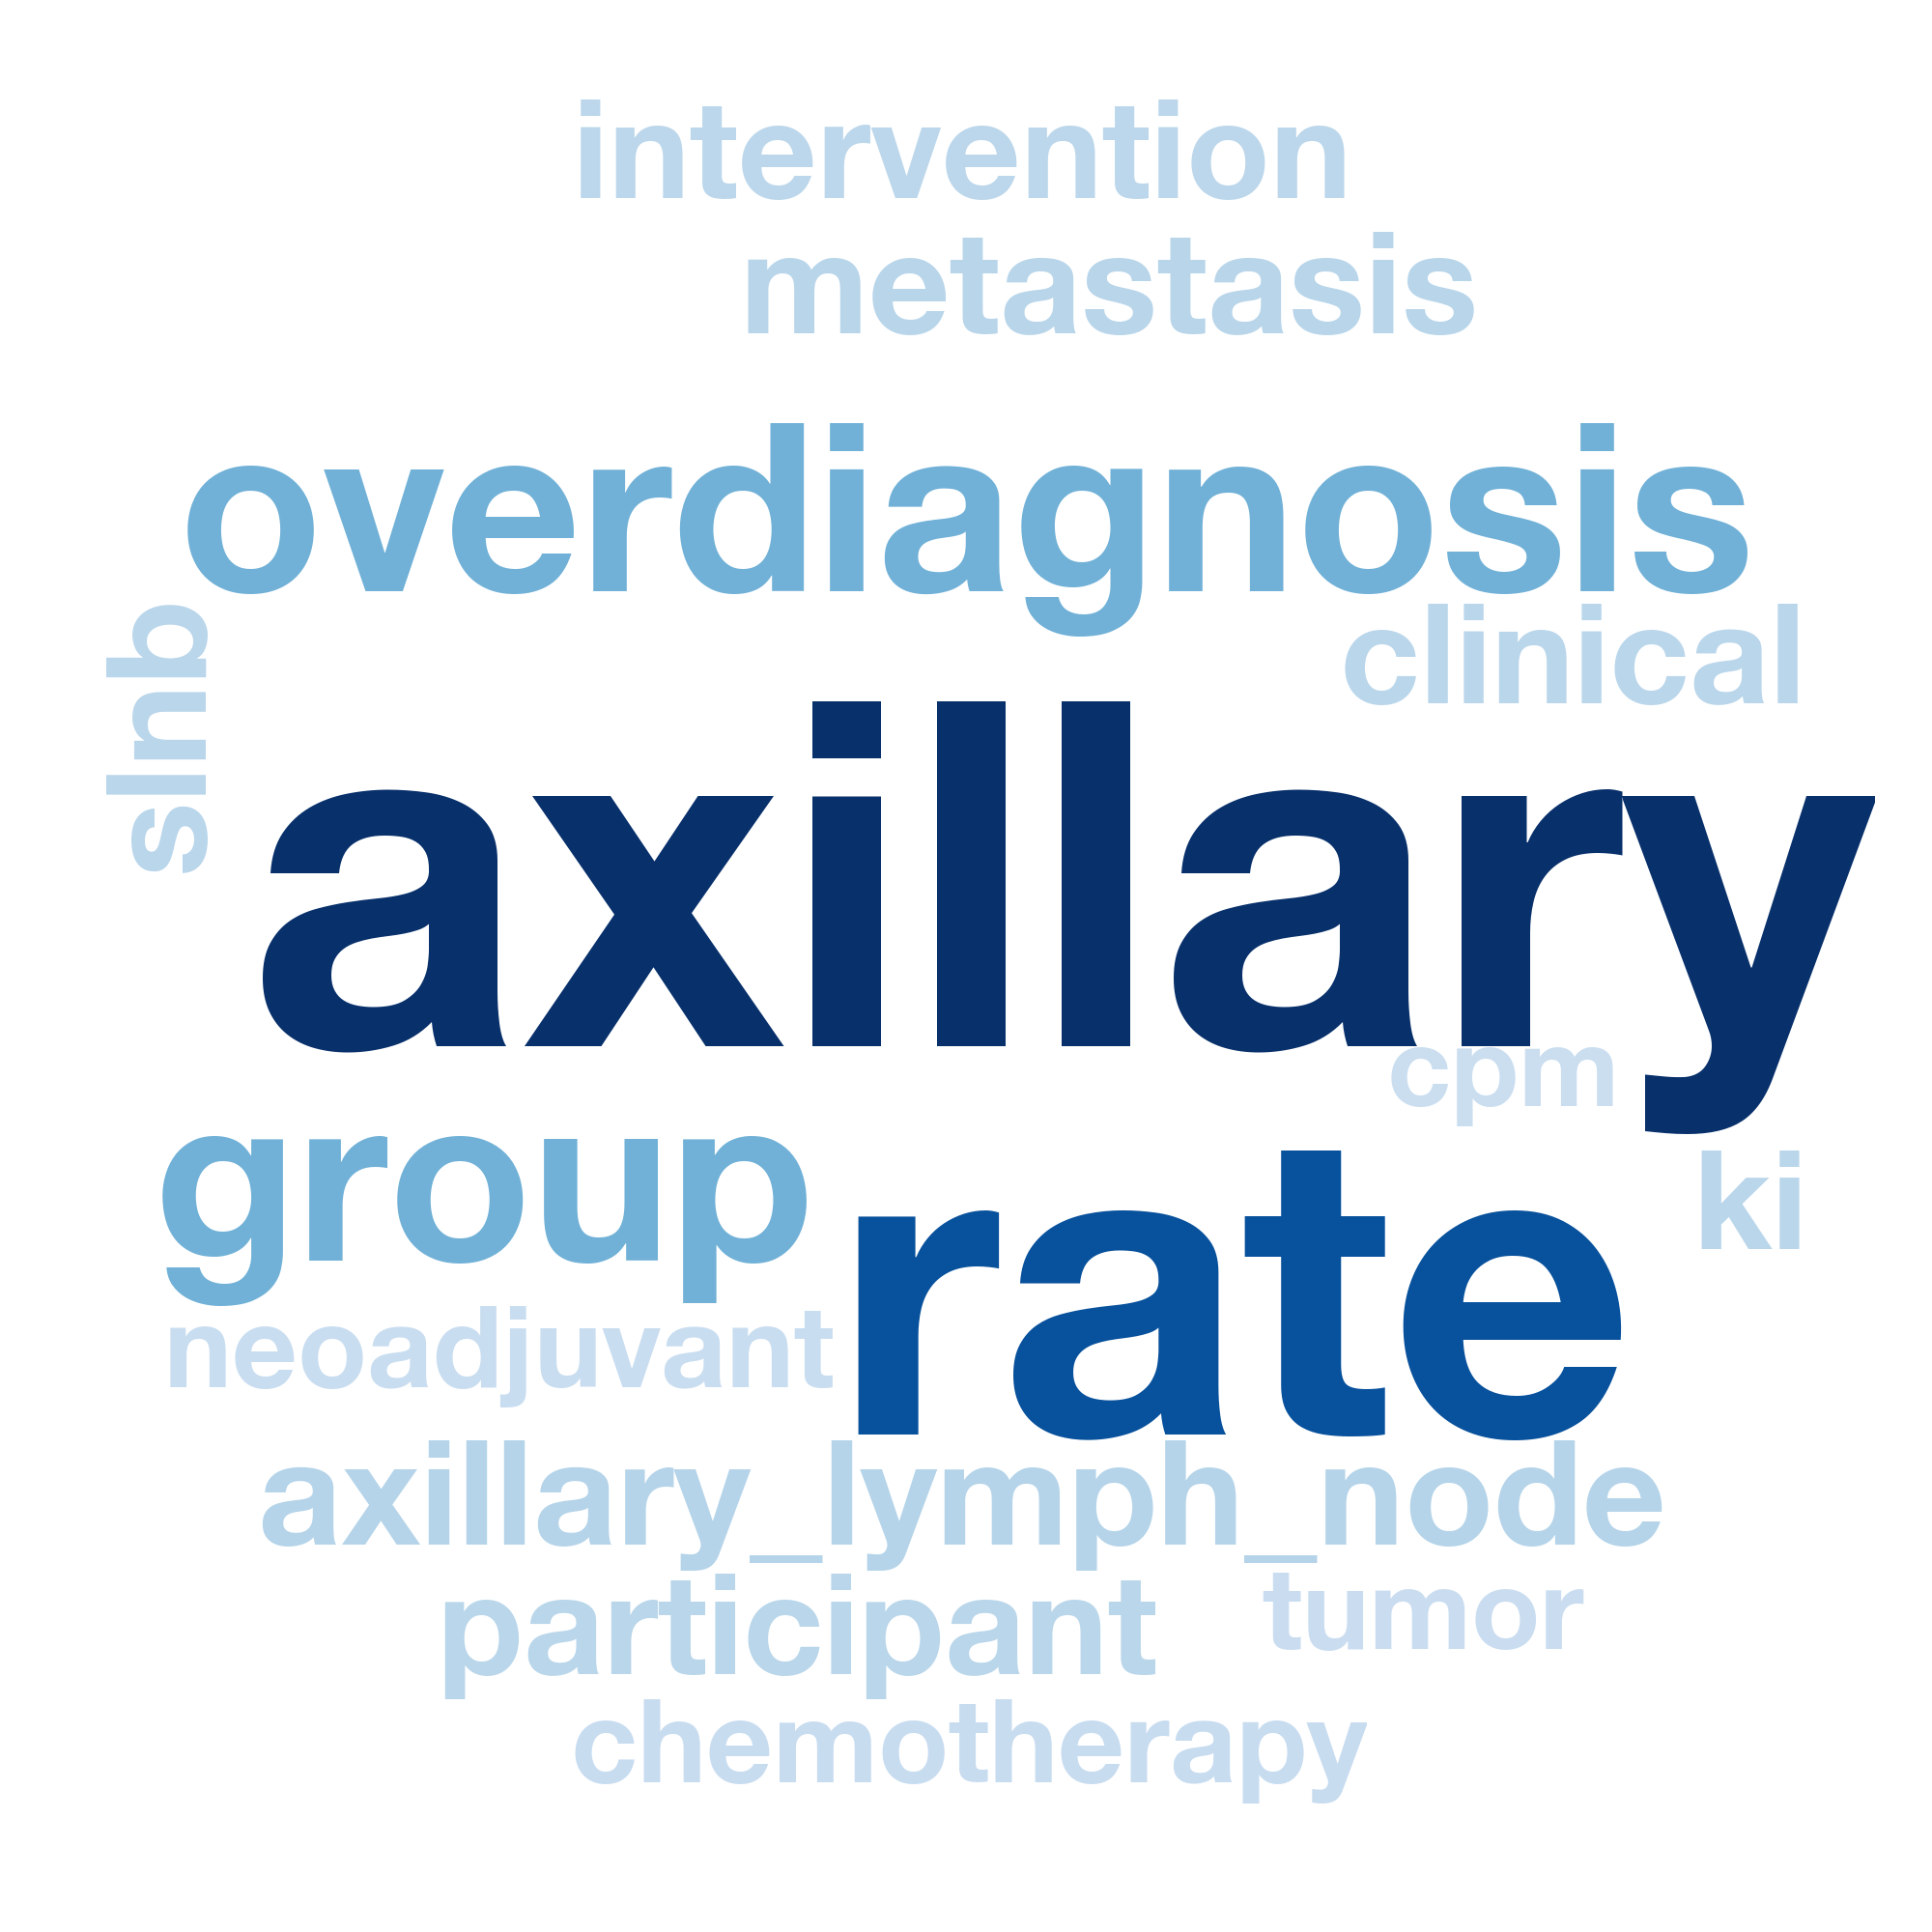 intervention
metastasis
overdiagnosis
slnb
clinical
axillary
cpm
group
rate
ki
neoadjuvant
axillary_lymph_node
participant
tumor
chemotherapy